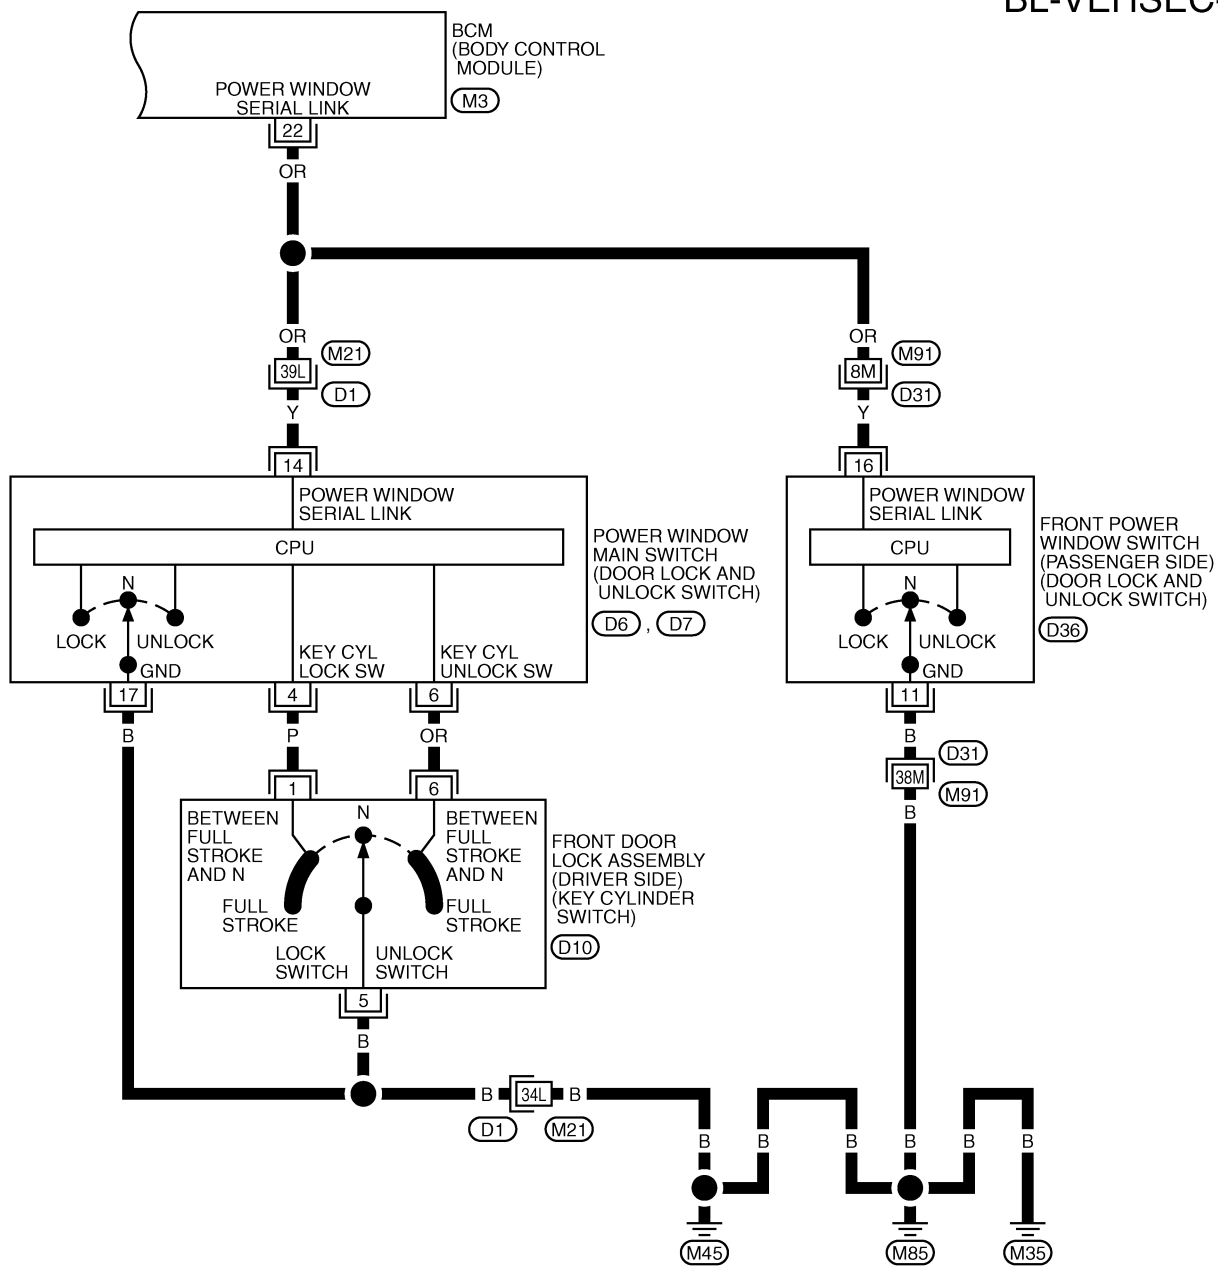 BCM
(BODY CONTROL
MODULE)
M3
POWER WINDOW
SERIAL LINK
22
OR
OR
39L
M21
D1
Y
14
OR
8M
M91
D31
Y
16
POWER WINDOW
SERIAL LINK
CPU
N
LOCK
UNLOCK
GND
KEY CYL
LOCK SW
KEY CYL
UNLOCK SW
POWER WINDOW
MAIN SWITCH
(DOOR LOCK AND
UNLOCK SWITCH)
D6 , D7
POWER WINDOW
SERIAL LINK
CPU
N
LOCK
UNLOCK
GND
FRONT POWER
WINDOW SWITCH
(PASSENGER SIDE)
(DOOR LOCK AND
UNLOCK SWITCH)
D36
17
4
6
11
B
P
OR
B
1
6
D31
38M
M91
B
BETWEEN
FULL
STROKE
AND N
FULL
STROKE
N
BETWEEN
FULL
STROKE
AND N
FULL
STROKE
LOCK
SWITCH
UNLOCK
SWITCH
FRONT DOOR
LOCK ASSEMBLY
(DRIVER SIDE)
(KEY CYLINDER
SWITCH)
D10
5
B
B
34L
B
D1
M21
B
B
B
B
B
B
M45
M85
M35